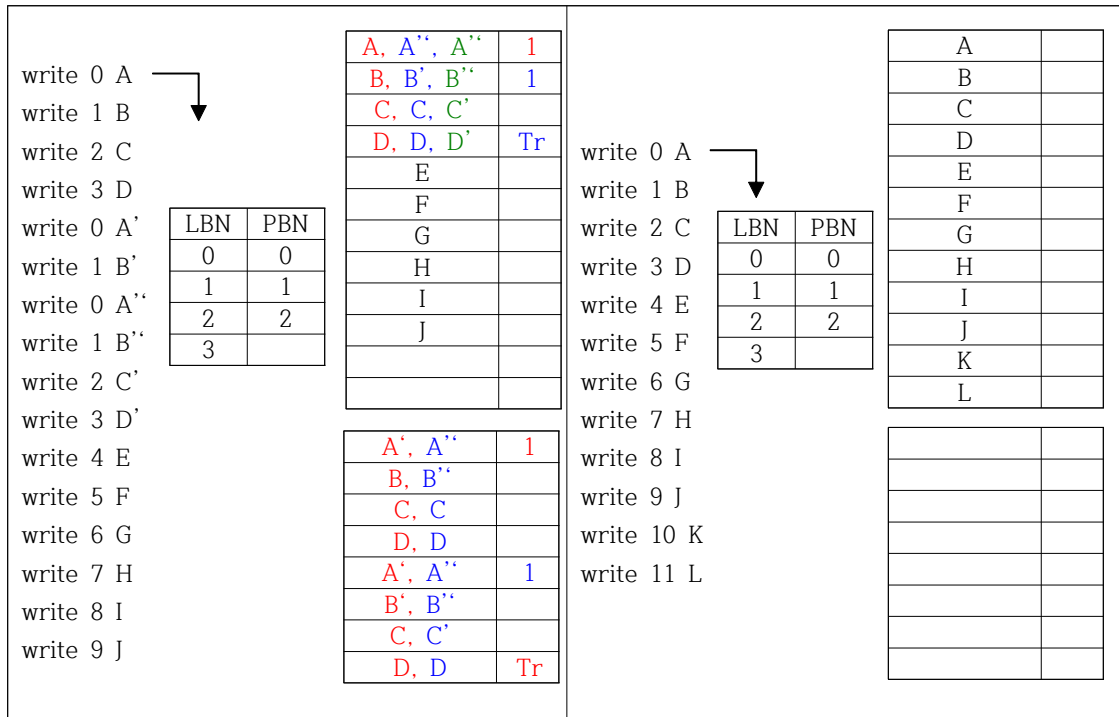 write 0 A
write 1 B
write 2 C
write 3 D
write 0 A'
write 1 B'
write 0 A'‘
write 1 B'‘
write 2 C'
write 3 D'
write 4 E
write 5 F
write 6 G
write 7 H
write 8 I
write 9 J
LBN PBN
0 0
1 1
2 2
3
A, A'‘, A'‘ 1
B, B', B'‘ 1
C, C, C'
D, D, D' Tr
E
F
G
H
I
J
A‘, A'‘ 1
B, B'‘
C, C
D, D
A‘, A'‘ 1
B‘, B'‘
C, C'
D, D Tr
write 0 A
write 1 B
write 2 C
write 3 D
write 4 E
write 5 F
write 6 G
write 7 H
write 8 I
write 9 J
write 10 K
write 11 L
LBN PBN
0 0
1 1
2 2
3
A
B
C
D
E
F
G
H
I
J
K
L